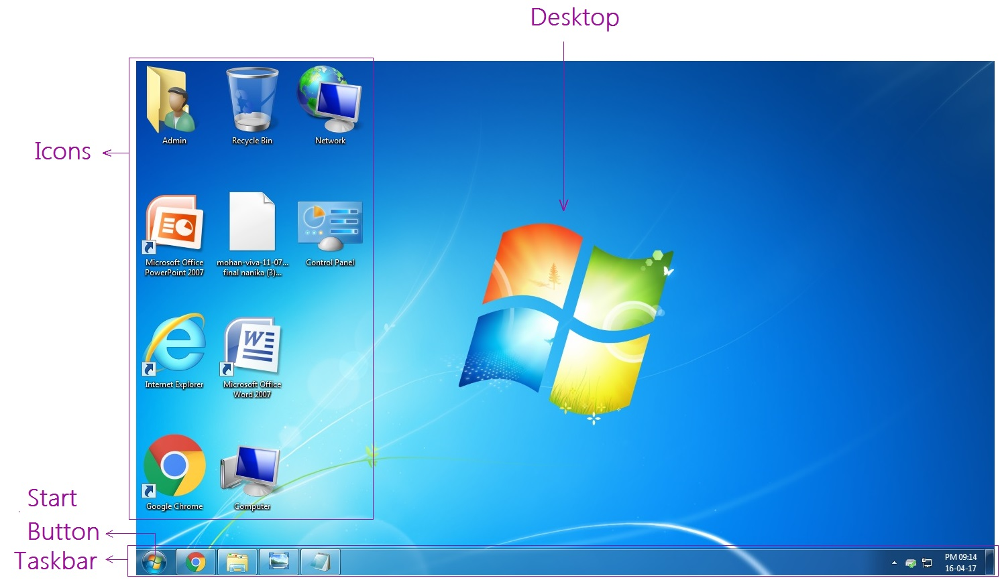 Desktop
Icons
Admin
Recycle Bin
Network
Microsoft Office
PowerPoint 2007
mohan-viva-11-07...
final nanika (3)...
Control Panel
Internet Explorer
Microsoft Office
Word 2007
Google Chrome
Computer
Start
Button
Taskbar
PM 09:14
16-04-17